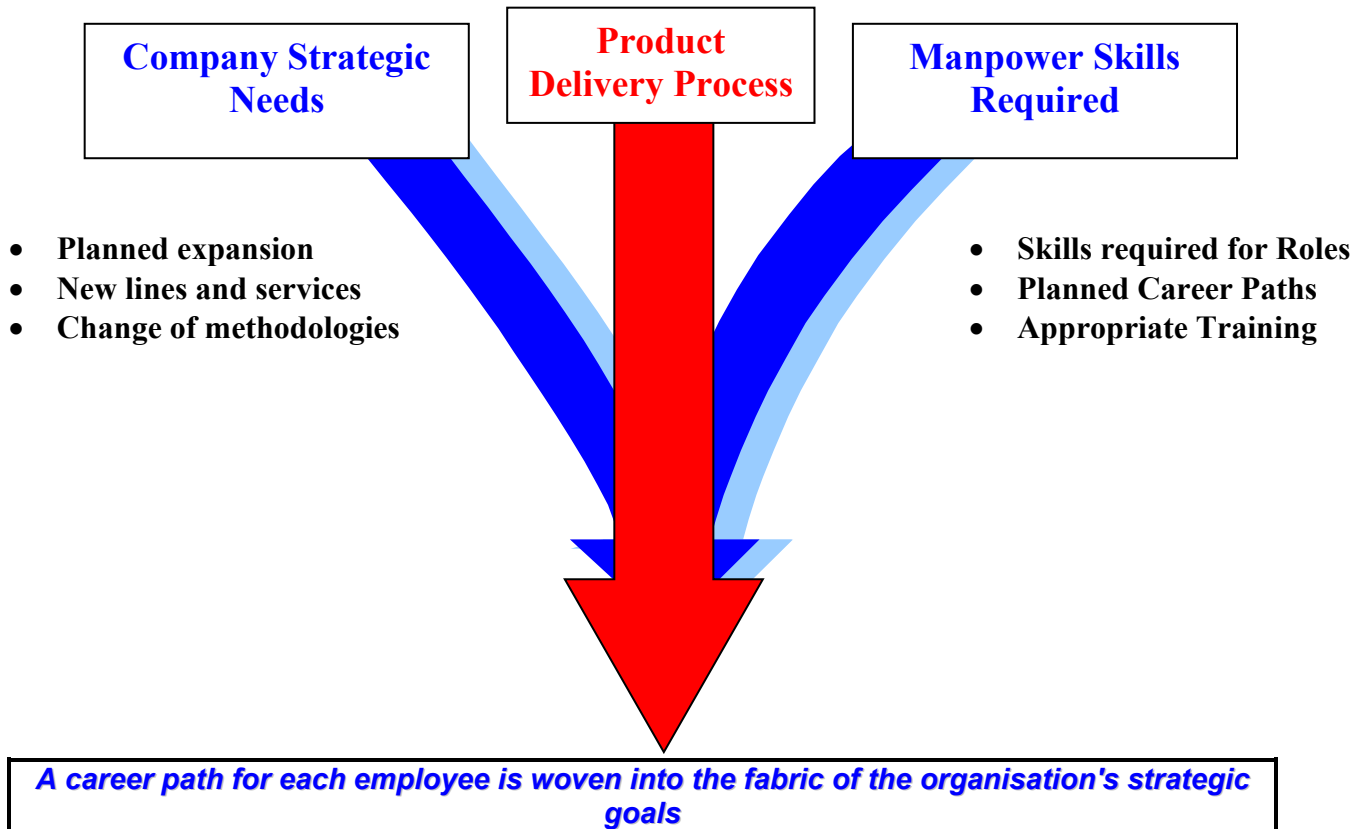 Company Strategic
Needs
Product
Delivery Process
Manpower Skills
Required
• Planned expansion
• New lines and services
• Change of methodologies
• Skills required for Roles
• Planned Career Paths
• Appropriate Training
A career path for each employee is woven into the fabric of the organisation's strategic
goals